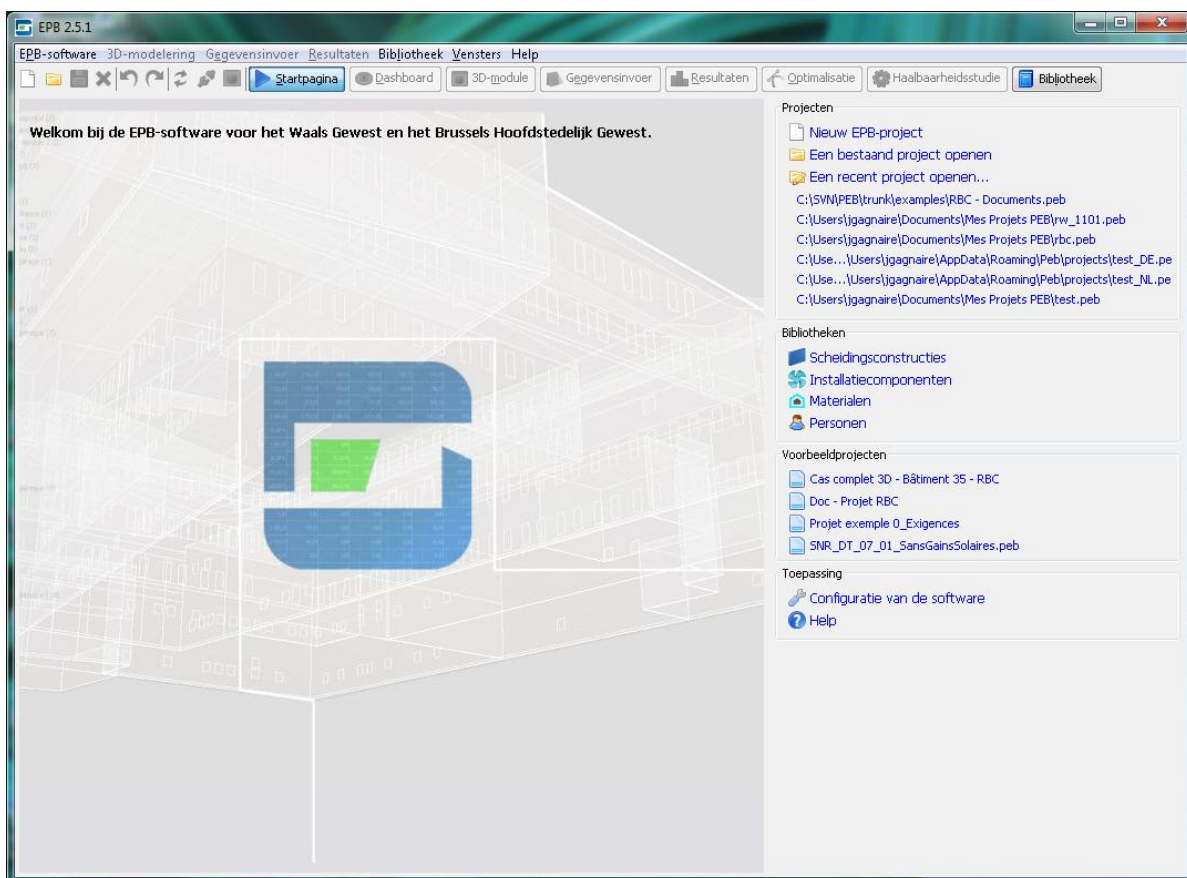 EPB 2.5.1
EPB-software 3D-modelering Gegevensinvoer Resultaten Bibliotheek Vensters Help
Startpagina Dashboard 3D-module Gegevensinvoer Resultaten Optimalisatie Haalbaarheidsstudie Bibliotheek
Welkom bij de EPB-software voor het Waals Gewest en het Brussels Hoofdstedelijk Gewest.
Projecten
Nieuw EPB-project
Een bestaand project openen
Een recent project openen...
C:\SVN\PEB\trunk\examples\RBC - Documents.peb
C:\Users\jgagnaire\Documents\Mes Projets PEB\rw_1101.peb
C:\Users\jgagnaire\Documents\Mes Projets PEB\rbc.peb
C:\Use...\Users\jgagnaire\AppData\Roaming\Peb\projects\test_DE.pe
C:\Use...\Users\jgagnaire\AppData\Roaming\Peb\projects\test_NL.pe
C:\Users\jgagnaire\Documents\Mes Projets PEB\test.peb
Bibliotheken
Scheidingsconstructies
Installatiecomponenten
Materialen
Personen
Voorbeeldprojecten
Cas complet 3D - Bâtiment 35 - RBC
Doc - Projet RBC
Projet exemple 0_Exigences
SNR_DT_07_01_SansGainsSolaires.peb
Toepassing
Configuratie van de software
Help